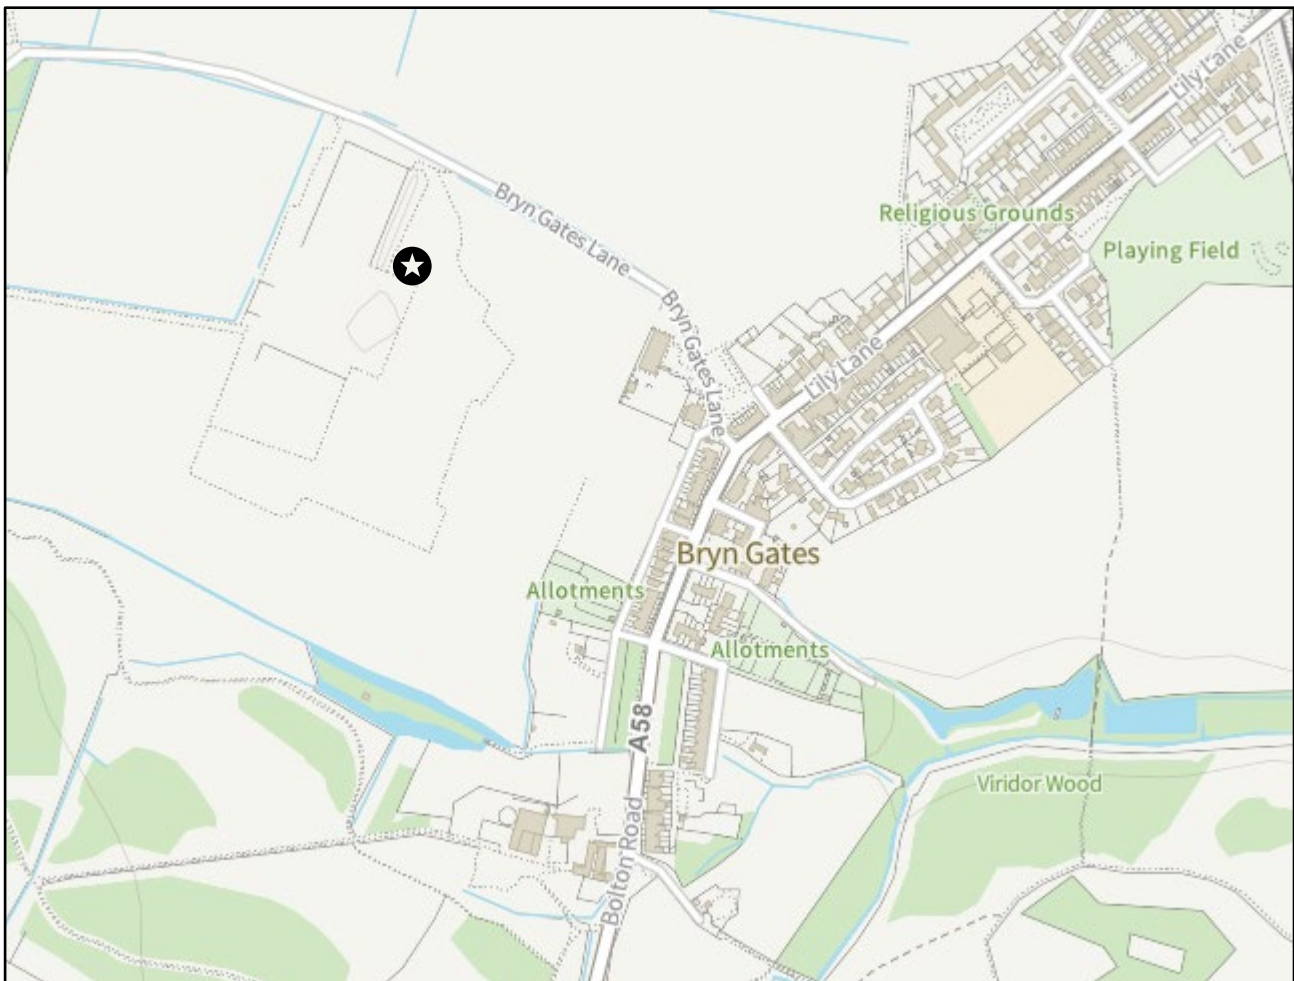 Lily Lane
Bryn Gates Lane
Religious Grounds
Playing Field
Bryn Gates Lane
Lily Lane
Bryn Gates
Allotments
Allotments
A58
Viridor Wood
Bolton Road